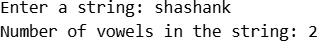 Enter a string: shashank
Number of vowels in the string: 2